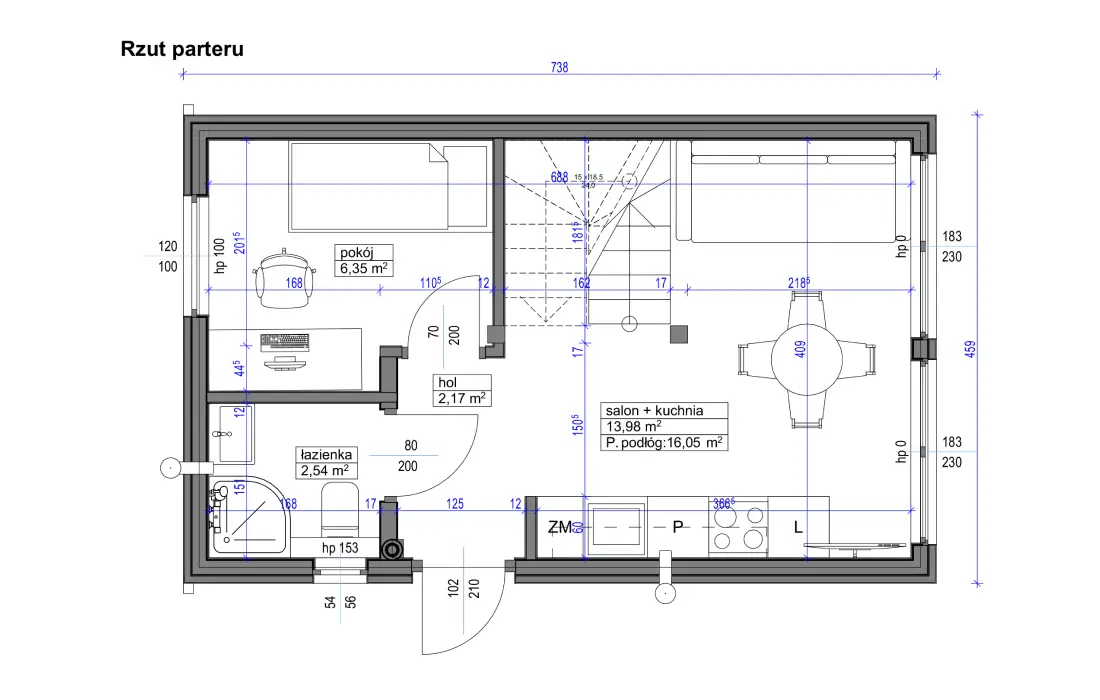 Rzut parteru
738
688
15 x 18.5
24,0
120
100
hp 100
201⁵
pokój
6,35 m²
181⁵
hp 0
183
230
168
110⁵
12
162
17
218⁵
70
200
17
409
459
44⁵
hol
2,17 m²
12
salon + kuchnia
13,98 m²
P. podłóg:16,05 m²
150⁵
łazienka
2,54 m²
80
200
hp 0
183
230
151
168
17
125
12
366⁵
ZM
60
P
L
hp 153
54
56
102
210